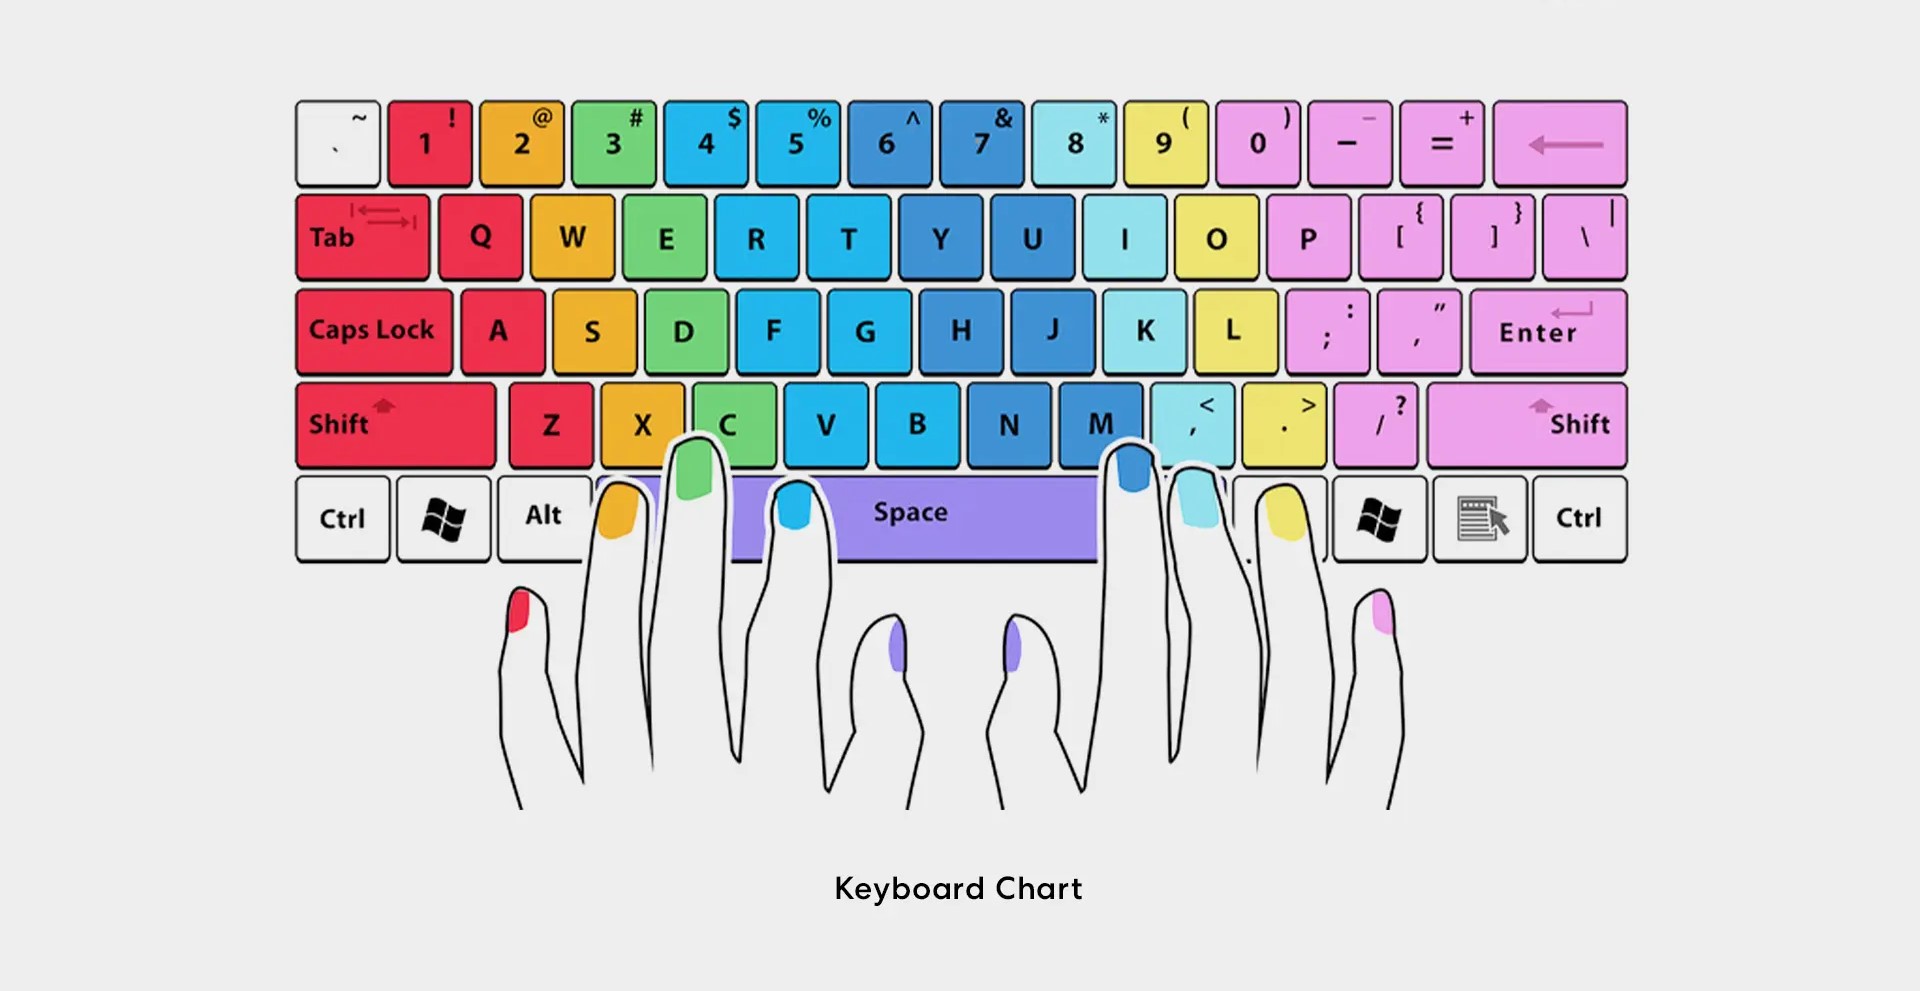 ~ ` ! 1 @ 2 # 3 $ 4 % 5 ^ 6 & 7 * 8 ( 9 ) 0 _ - + =
Tab Q W E R T Y U I O P { [ } ] | \
Caps Lock A S D F G H J K L : ; " ' Enter
Shift Z X C V B N M < , > . ? / Shift
Ctrl Alt Space Ctrl
Keyboard Chart